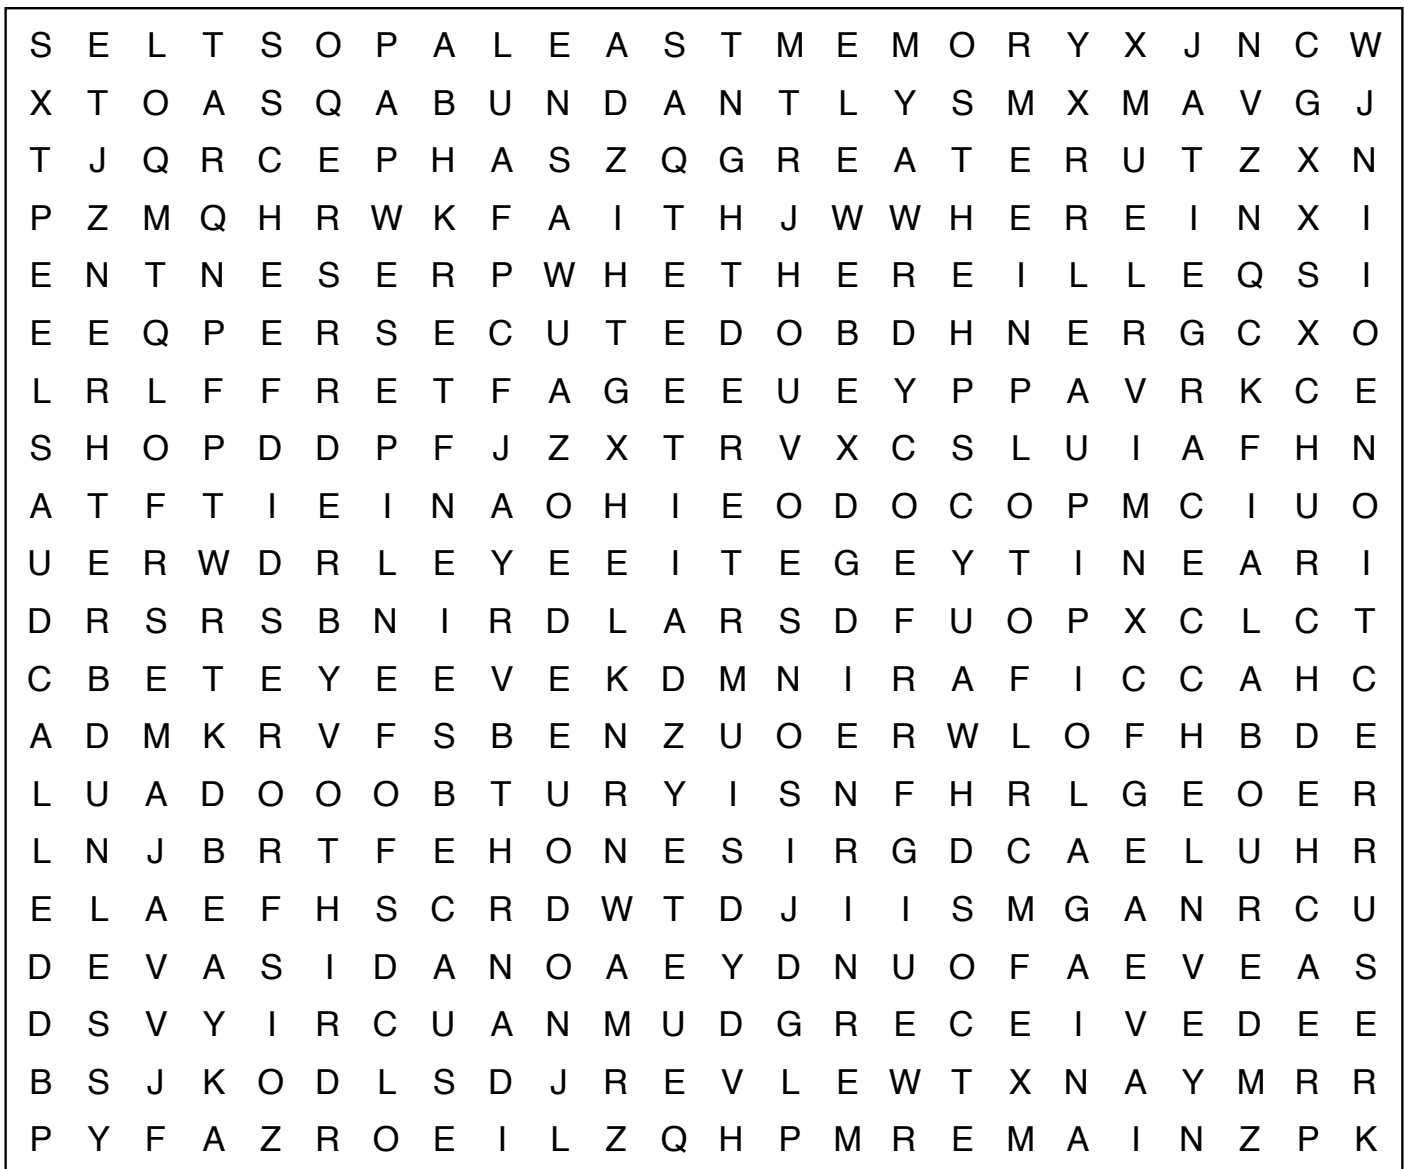 S E L T S O P A L E A S T M E M O R Y X J N C W
X T O A S Q A B U N D A N T L Y S M X M A V G J
T J Q R C E P H A S Z Q G R E A T E R U T Z X N
P Z M Q H R W K F A I T H J W W H E R E I N X I
E N T N E S E R P W H E T H E R E I L L E Q S I
E E Q P E R S E C U T E D O B D H N E R G C X O
L R L F F R E T F A G E E U E Y P P A V R K C E
S H O P D D P F J Z X T R V X C S L U I A F H N
A T F T I E I N A O H I E O D O C O P M C I U O
U E R W D R L E Y E E I T E G E Y T I N E A R I
D R S R S B N I R D L A R S D F U O P X C L C T
C B E T E Y E E V E K D M N I R A F I C C A H C
A D M K R V F S B E N Z U O E R W L O F H B D E
L U A D O O O B T U R Y I S N F H R L G E O E R
L N J B R T F E H O N E S I R G D C A E L U H R
E L A E F H S C R D W T D J I I S M G A N R C U
D E V A S I D A N O A E Y D N U O F A E V E A S
D S V Y I R C U A N M U D G R E C E I V E D E E
B S J K O D L S D J R E V L E W T X N A Y M R R
P Y F A Z R O E I L Z Q H P M R E M A I N Z P K